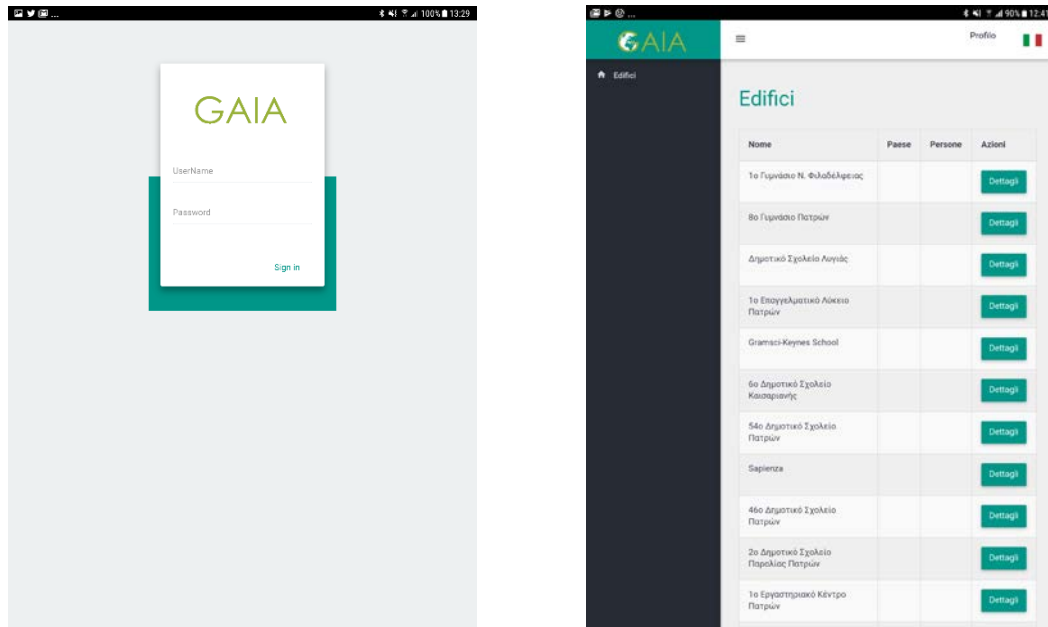 ... 100% 13:29
GAIA
UserName
Password
Sign in
... 90% 12:41
GAIA
Profilo
Edifici
Edifici
Nome Paese Persone Azioni
1ο Γυμνάσιο Ν. Φιλαδέλφειας Dettagli
8ο Γυμνάσιο Πατρών Dettagli
Δημοτικό Σχολείο Λυγιάς Dettagli
1ο Επαγγελματικό Λύκειο
Πατρών Dettagli
Gramsci-Keynes School Dettagli
6ο Δημοτικό Σχολείο
Καισαριανής Dettagli
54ο Δημοτικό Σχολείο
Πατρών Dettagli
Sapienza Dettagli
46ο Δημοτικό Σχολείο
Πατρών Dettagli
2ο Δημοτικό Σχολείο
Παραλίας Πατρών Dettagli
1ο Εργαστηριακό Κέντρο
Πατρών Dettagli